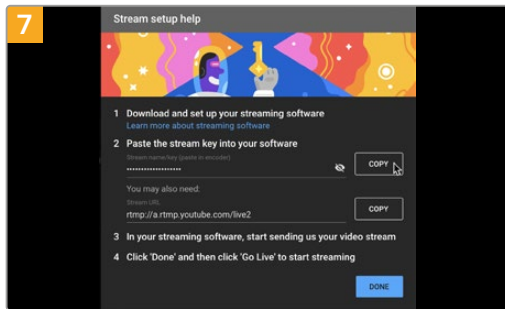 7
Stream setup help
1 Download and set up your streaming software
Learn more about streaming software
2 Paste the stream key into your software
Stream name/key (paste in encoder)
•••••••••••••••••••
COPY
You may also need:
Stream URL
rtmp://a.rtmp.youtube.com/live2
COPY
3 In your streaming software, start sending us your video stream
4 Click 'Done' and then click 'Go Live' to start streaming
DONE